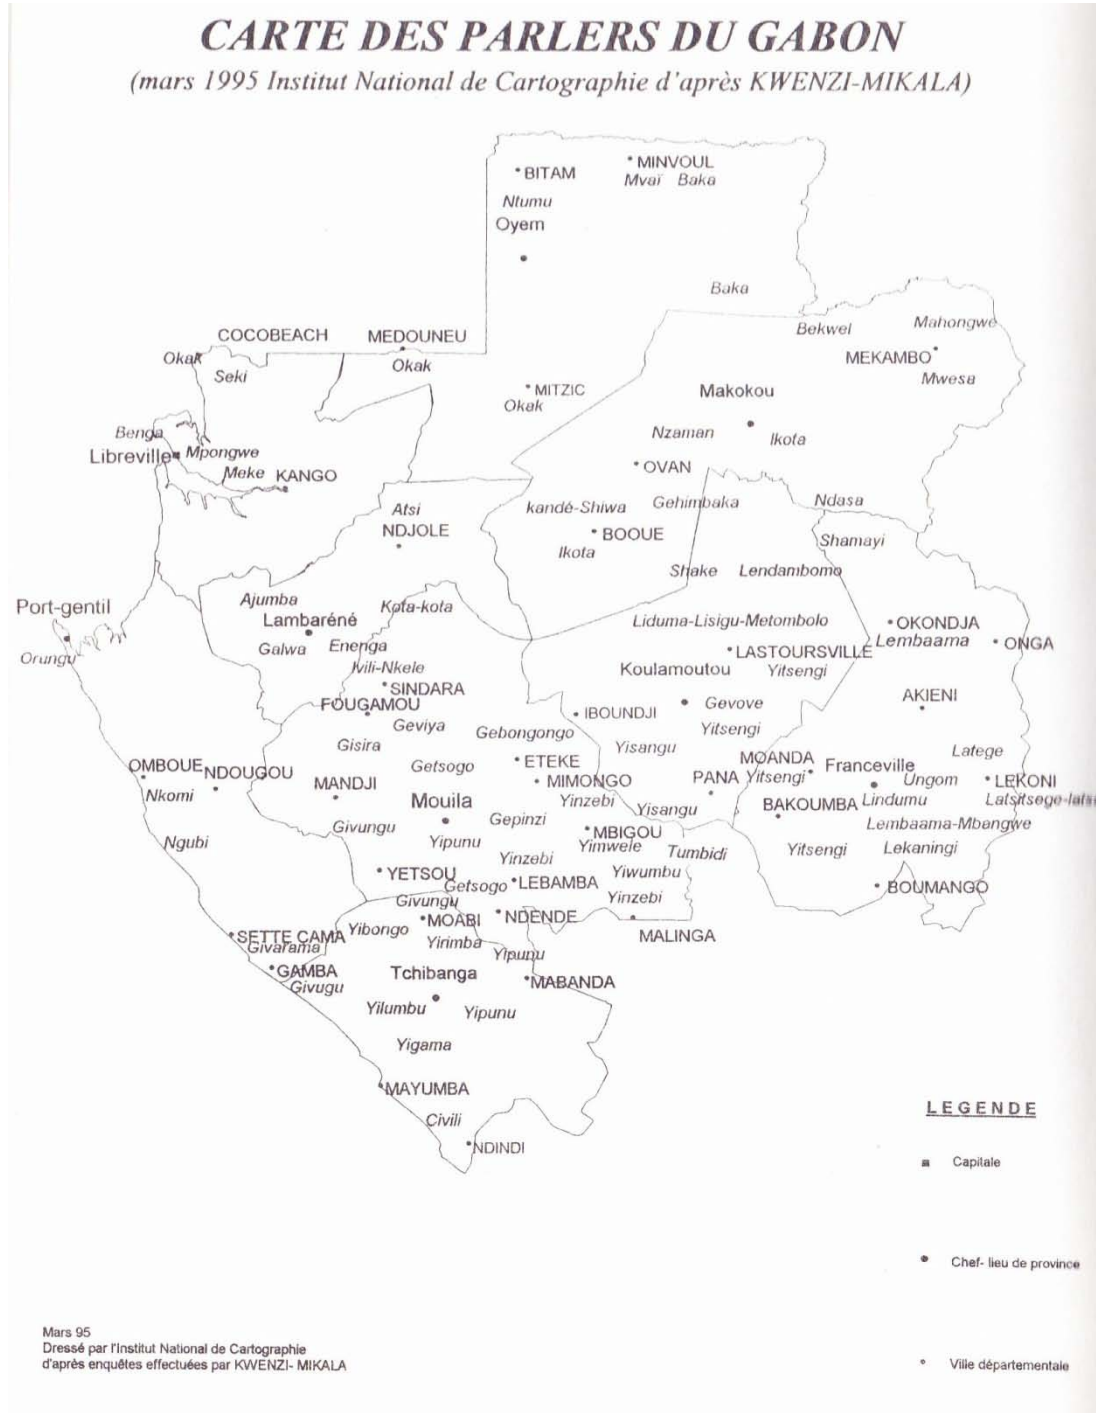 CARTE DES PARLERS DU GABON
(mars 1995 Institut National de Cartographie d'après KWENZI-MIKALA)
BITAM
MINVOUL
Mvaï Baka
Ntumu
Oyem
Baka
Bekwel
Mahongwe
COCOBEACH
MEDOUNEU
MEKAMBO
Okak
Okak
Seki
Mwesa
MITZIC
Okak
Makokou
Benga
Nzaman
Ikota
Libreville
Mpongwe
Meke KANGO
OVAN
Atsi
kandé-Shiwa
Gehimbaka
Ndasa
NDJOLE
BOOUE
Shamayi
Ikota
Shake
Lendambomo
Ajumba
Kota-kota
Port-gentil
Lambaréné
Liduma-Lisigu-Metombolo
OKONDJA
Galwa
Enenga
LASTOURSVILLE
Lembaama
ONGA
Orungu
Ivili-Nkele
Koulamoutou
Yitsengi
SINDARA
AKIENI
FOUGAMOU
IBOUNDJI
Gevove
Geviya
Gebongongo
Yitsengi
Gisira
Yisangu
Latege
OMBOUE
NDOUGOU
Getsogo
ETEKE
MOANDA
Franceville
MANDJI
MIMONGO
PANA
Yitsengi
Ungom
LEKONI
Nkomi
Mouila
Yinzebi
Yisangu
BAKOUMBA
Lindumu
Givungu
Gepinzi
MBIGOU
Lembaama-Mbangwe
Ngubi
Yipunu
Yimwele
Tumbidi
Yitsengi
Lekaningi
Yinzebi
YETSOU
Getsogo
LEBAMBA
Yiwumbu
BOUMANGO
Givungu
Yinzebi
MOABI
NDENDE
SETTE CAMA
Yibongo
MALINGA
Givarama
Yirimba
Yipunu
GAMBA
Tchibanga
MABANDA
Givugu
Yilumbu
Yipunu
Yigama
MAYUMBA
Civili
NDINDI
LEGENDE
Capitale
Chef- lieu de province
Ville départementale
Mars 95
Dressé par l'Institut National de Cartographie
d'après enquêtes effectuées par KWENZI- MIKALA